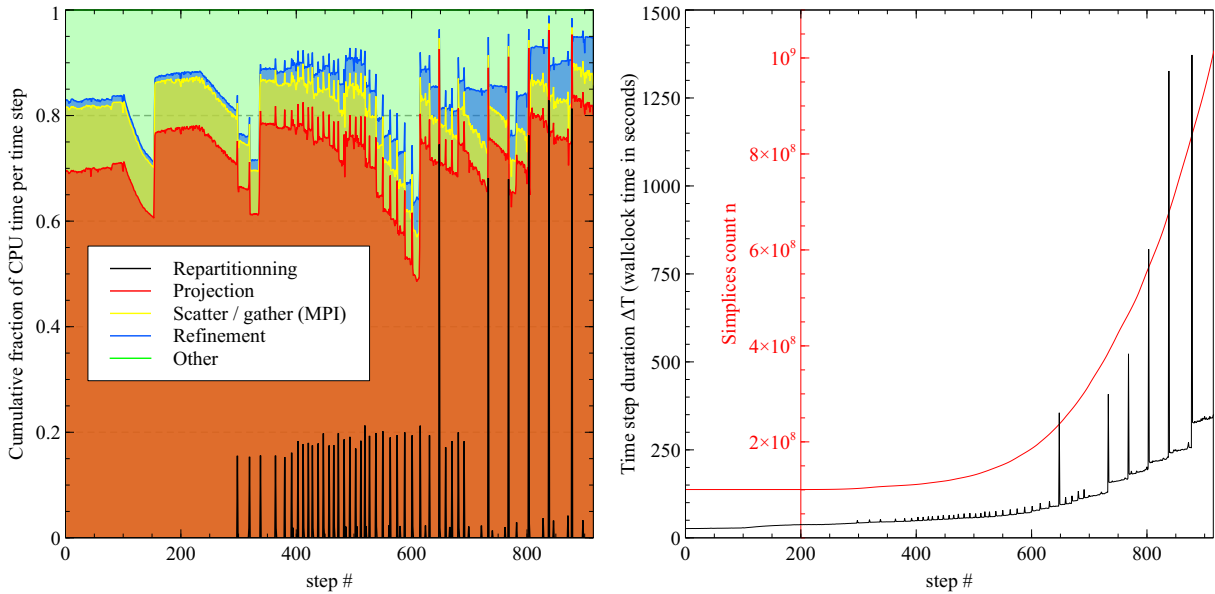 Cumulative fraction of CPU time per time step
1
0.8
0.6
0.4
0.2
0
Repartitionning
Projection
Scatter / gather (MPI)
Refinement
Other
0 200 400 600 800
step #
Time step duration ΔT (wallclock time in seconds)
1500
1250
1000
750
500
250
0
Simplices count n
10⁹
8×10⁸
6×10⁸
4×10⁸
2×10⁸
0 200 400 600 800
step #